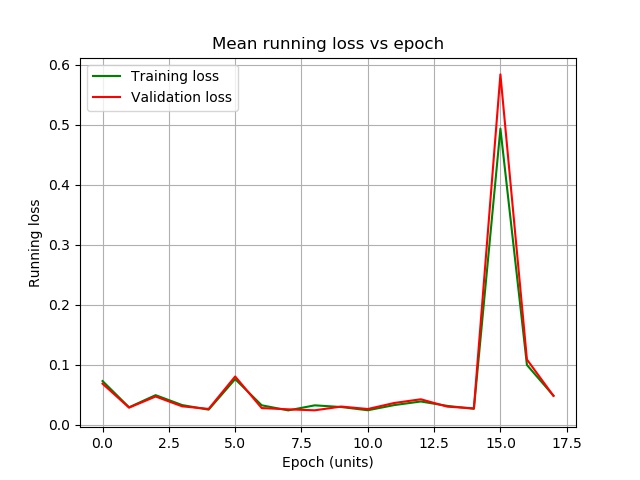 Mean running loss vs epoch
Training loss
Validation loss
0.6
0.5
0.4
0.3
0.2
0.1
0.0
Running loss
0.0 2.5 5.0 7.5 10.0 12.5 15.0 17.5
Epoch (units)